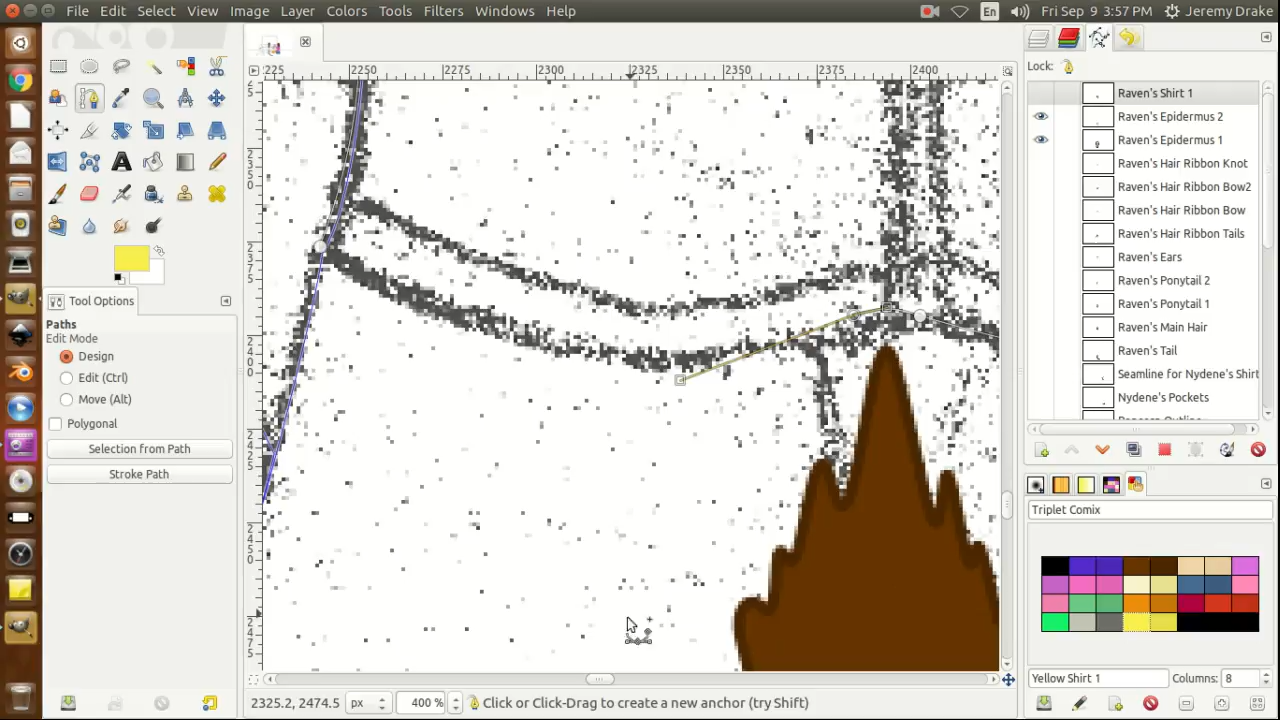 File Edit Select View Image Layer Colors Tools Filters Windows Help
En Fri Sep 9 3:57 PM Jeremy Drake
225 2250 2275 2300 2325 2350 2375 2400
Lock:
Raven's Shirt 1
Raven's Epidermus 2
Raven's Epidermus 1
Raven's Hair Ribbon Knot
Raven's Hair Ribbon Bow2
Raven's Hair Ribbon Bow
Raven's Hair Ribbon Tails
Raven's Ears
Raven's Ponytail 2
Raven's Ponytail 1
Raven's Main Hair
Raven's Tail
Seamline for Nydene's Shirt
Nydene's Pockets
Tool Options
Paths
Edit Mode
Design
Edit (Ctrl)
Move (Alt)
Polygonal
Selection from Path
Stroke Path
Triplet Comix
Yellow Shirt 1 Columns: 8
2325.2, 2474.5 px 400 % Click or Click-Drag to create a new anchor (try Shift)